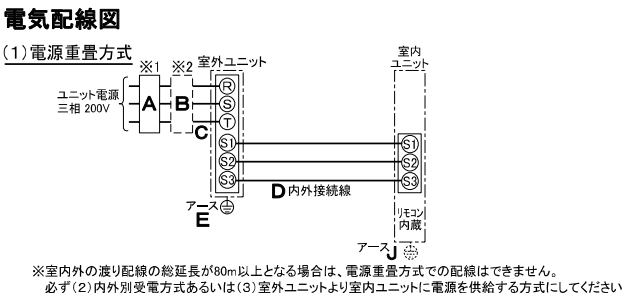 電気配線図
(1)電源重畳方式
※1 ※2 室外ユニット 室内
ユニット
ユニット電源
三相 200V
A B C
R
S
T
S1 S1
S2 S2
S3 S3
D 内外接続線
アース
E
リモコン
内蔵
アース J
※室内外の渡り配線の総延長が80m以上となる場合は、電源重畳方式での配線はできません。
必ず(2)内外別受電方式あるいは(3)室外ユニットより室内ユニットに電源を供給する方式にしてください